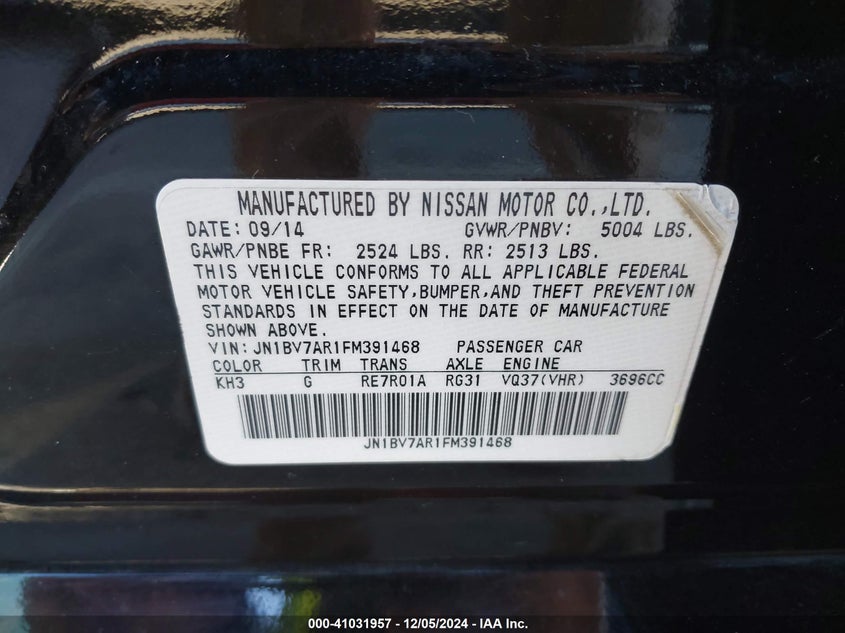 MANUFACTURED BY NISSAN MOTOR CO.,LTD.
DATE: 09/14 GVWR/PNBV: 5004 LBS.
GAWR/PNBE FR: 2524 LBS. RR: 2513 LBS.
THIS VEHICLE CONFORMS TO ALL APPLICABLE FEDERAL
MOTOR VEHICLE SAFETY,BUMPER,AND THEFT PREVENTION
STANDARDS IN EFFECT ON THE DATE OF MANUFACTURE
SHOWN ABOVE.
VIN: JN1BV7AR1FM391468 PASSENGER CAR
COLOR TRIM TRANS AXLE ENGINE
KH3 G RE7R01A RG31 VQ37(VHR) 3696CC
JN1BV7AR1FM391468
000-41031957 - 12/05/2024 - IAA Inc.